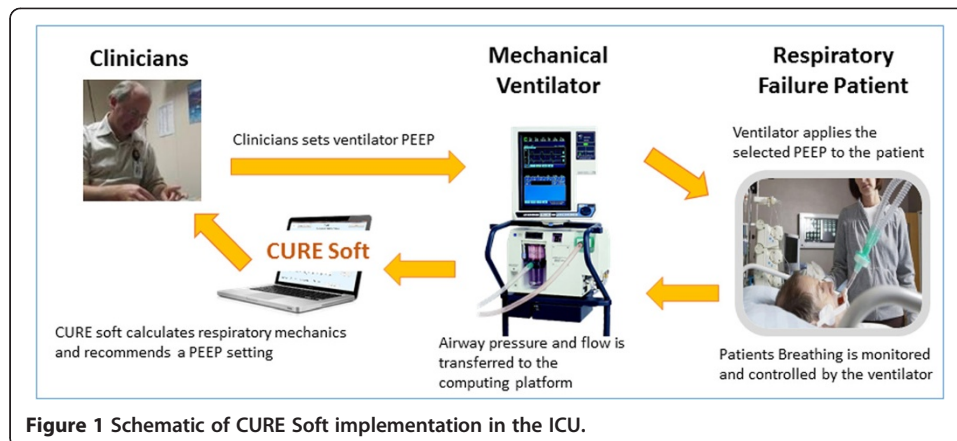 Clinicians
Mechanical
Ventilator
Respiratory
Failure Patient
Clinicians sets ventilator PEEP
Ventilator applies the
selected PEEP to the patient
CURE Soft
CURE soft calculates respiratory mechanics
and recommends a PEEP setting
Airway pressure and flow is
transferred to the
computing platform
Patients Breathing is monitored
and controlled by the ventilator
Figure 1 Schematic of CURE Soft implementation in the ICU.